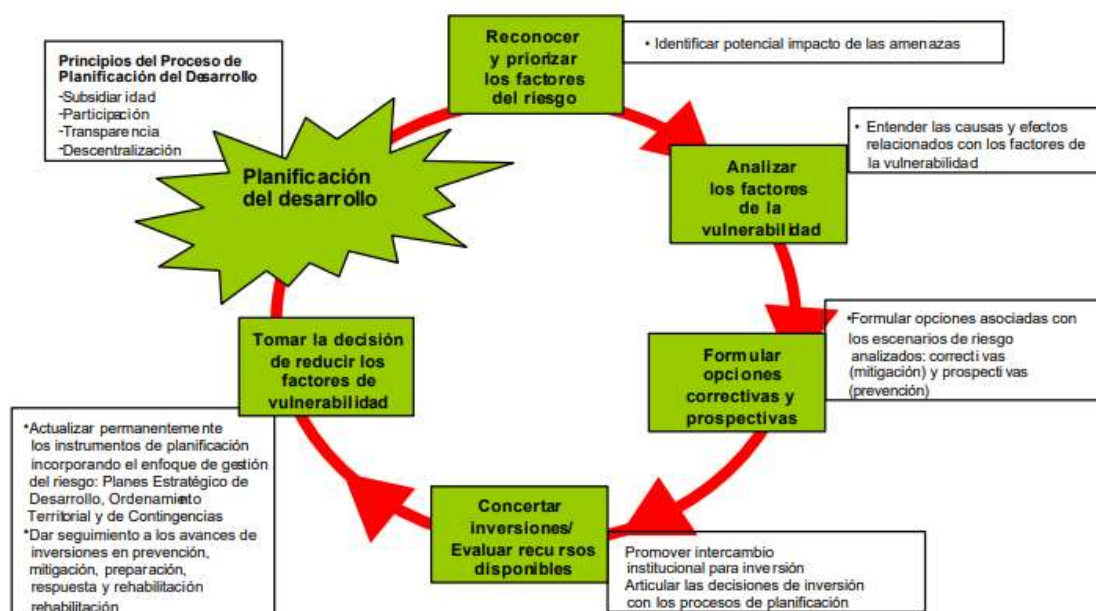 Principios del Proceso de
Planificación del Desarrollo
-Subsidiaridad
-Participación
-Transparencia
-Descentralización
Planificación
del desarrollo
Reconocer
y priorizar
los factores
del riesgo
• Identificar potencial impacto de las amenazas
Analizar
los factores
de la
vulnerabilidad
• Entender las causas y efectos
relacionados con los factores de
la vulnerabilidad
Formular
opciones
correctivas y
prospectivas
•Formular opciones asociadas con
los escenarios de riesgo
analizados: correctivas
(mitigación) y prospectivas
(prevención)
Concertar
inversiones/
Evaluar recursos
disponibles
Promover intercambio
institucional para inversión
Articular las decisiones de inversión
con los procesos de planificación
Tomar la decisión
de reducir los
factores de
vulnerabilidad
•Actualizar permanentemente
los instrumentos de planificación
incorporando el enfoque de gestión
del riesgo: Planes Estratégico de
Desarrollo, Ordenamiento
Territorial y de Contingencias
•Dar seguimiento a los avances de
inversiones en prevención,
mitigación, preparación,
respuesta y rehabilitación
rehabilitación